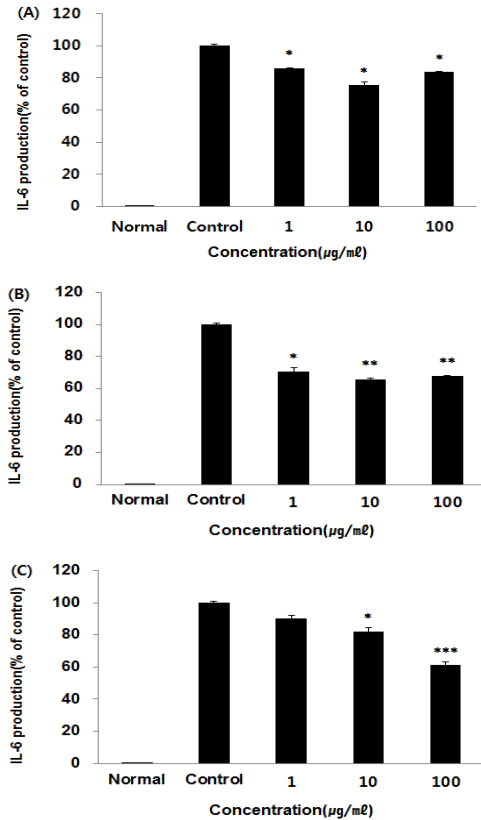 (A)
IL-6 production(% of control)
120
100
80
60
40
20
0
*
*
*
Normal Control 1 10 100
Concentration(μg/mℓ)
(B)
IL-6 production(% of control)
120
100
80
60
40
20
0
*
**
**
Normal Control 1 10 100
Concentration(μg/mℓ)
(C)
IL-6 production(% of control)
120
100
80
60
40
20
0
*
***
Normal Control 1 10 100
Concentration(μg/mℓ)